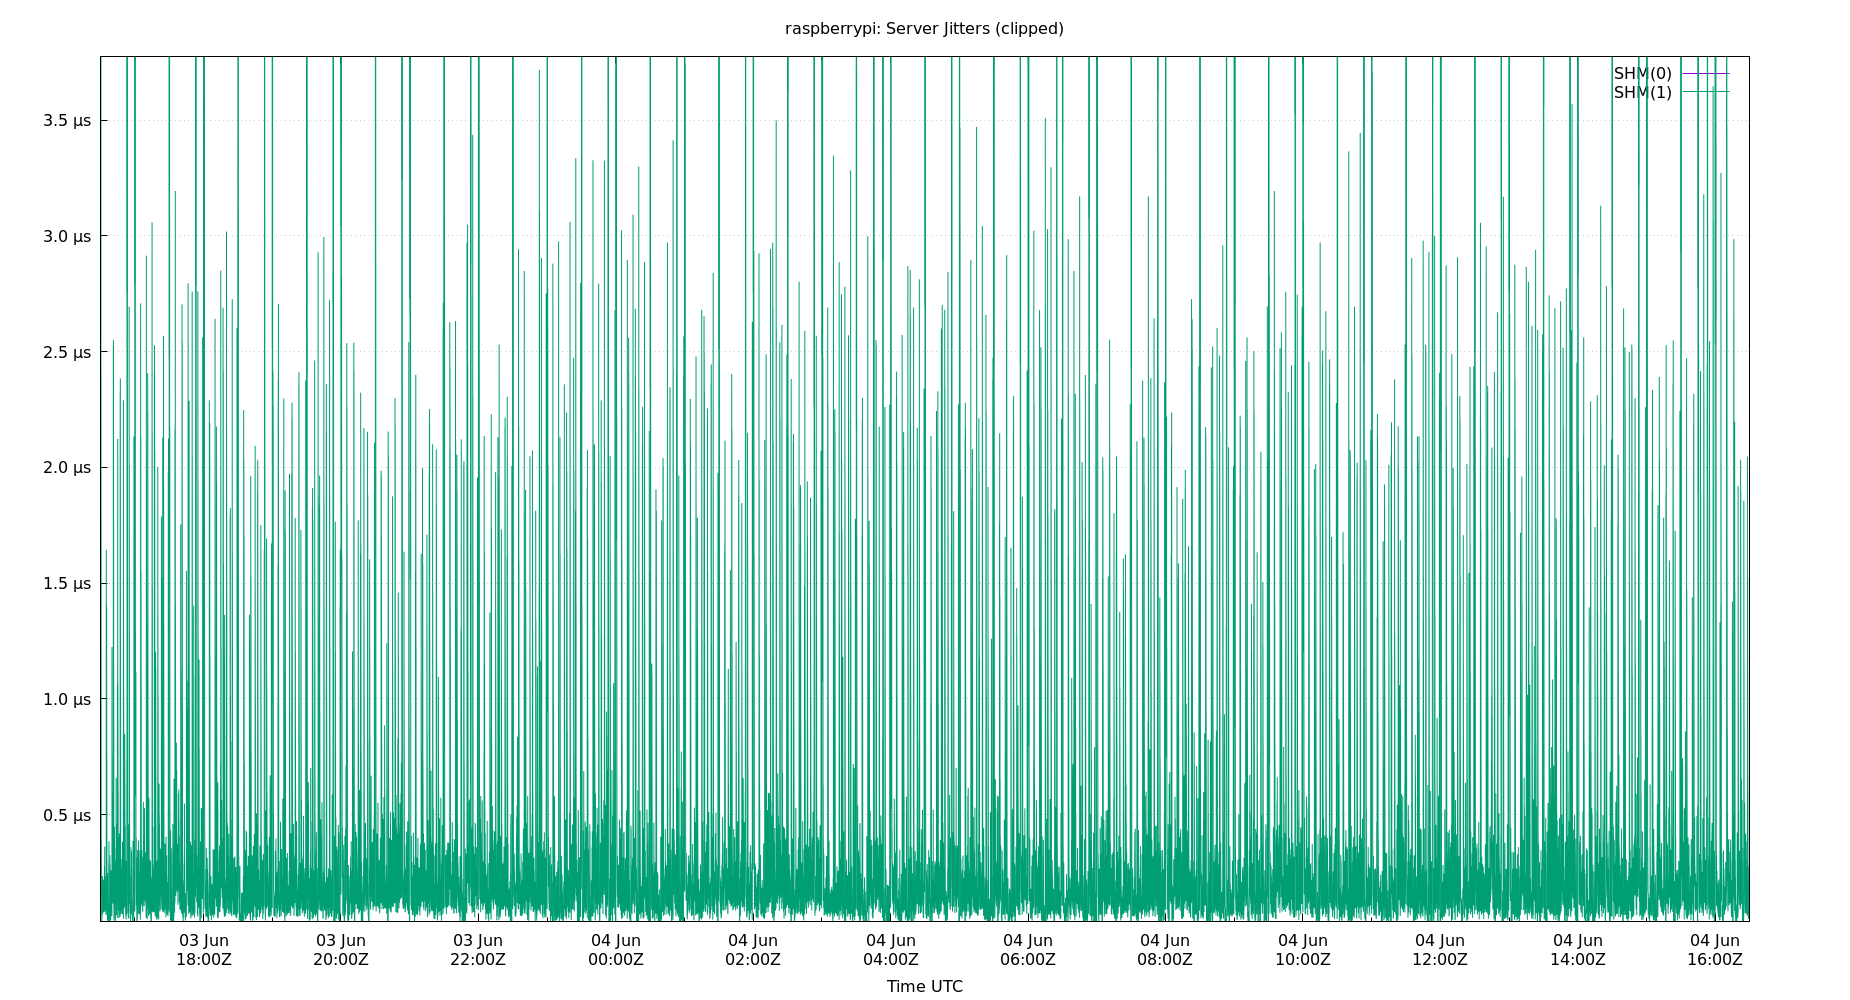 raspberrypi: Server Jitters (clipped)
SHM(0)
SHM(1)
3.5 µs
3.0 µs
2.5 µs
2.0 µs
1.5 µs
1.0 µs
0.5 µs
03 Jun 03 Jun 03 Jun 04 Jun 04 Jun 04 Jun 04 Jun 04 Jun 04 Jun 04 Jun 04 Jun 04 Jun
18:00Z 20:00Z 22:00Z 00:00Z 02:00Z 04:00Z 06:00Z 08:00Z 10:00Z 12:00Z 14:00Z 16:00Z
Time UTC